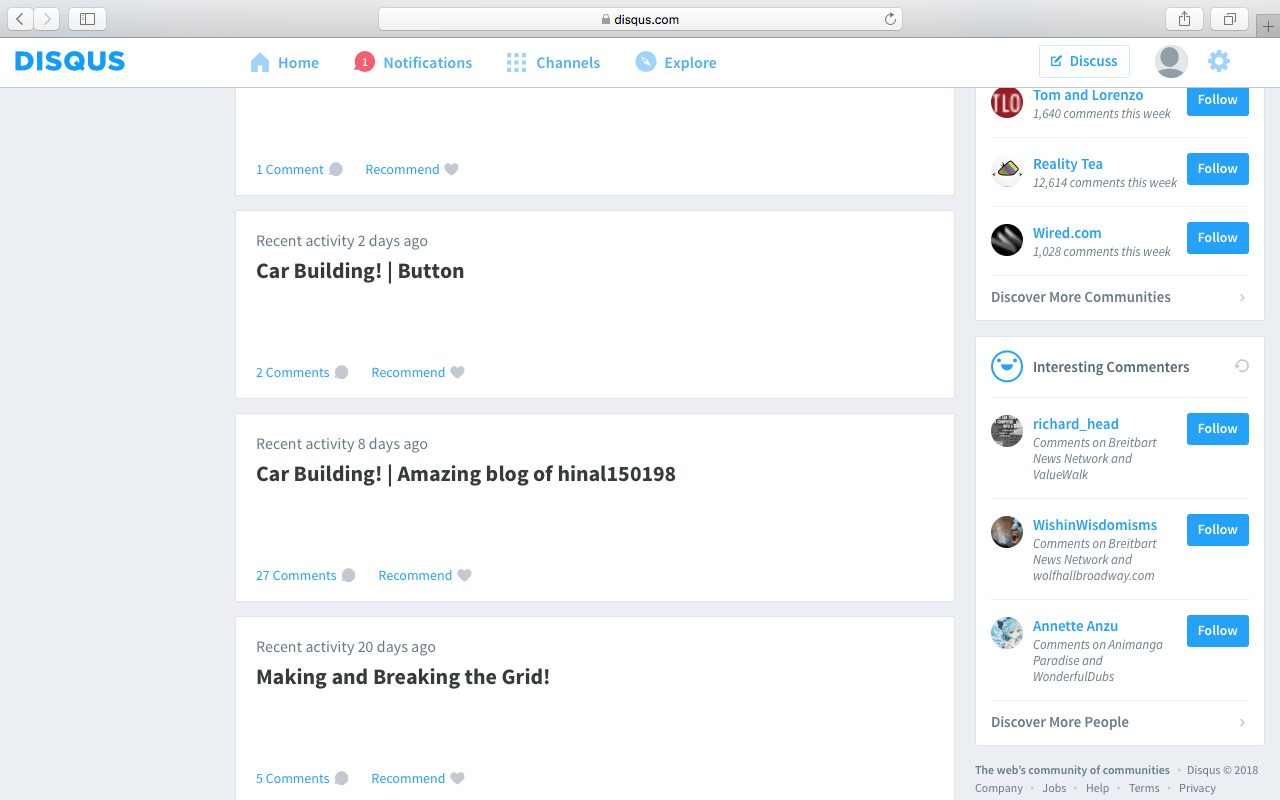 disqus.com
DISQUS
Home
1
Notifications
Channels
Explore
Discuss
1 Comment
Recommend
Recent activity 2 days ago
Car Building! | Button
2 Comments
Recommend
Recent activity 8 days ago
Car Building! | Amazing blog of hinal150198
27 Comments
Recommend
Recent activity 20 days ago
Making and Breaking the Grid!
5 Comments
Recommend
TLO
Tom and Lorenzo
1,640 comments this week
Follow
Reality Tea
12,614 comments this week
Follow
Wired.com
1,028 comments this week
Follow
Discover More Communities
Interesting Commenters
richard_head
Comments on Breitbart
News Network and
ValueWalk
Follow
WishinWisdomisms
Comments on Breitbart
News Network and
wolfhallbroadway.com
Follow
Annette Anzu
Comments on Animanga
Paradise and
WonderfulDubs
Follow
Discover More People
The web's community of communities • Disqus © 2018
Company • Jobs • Help • Terms • Privacy